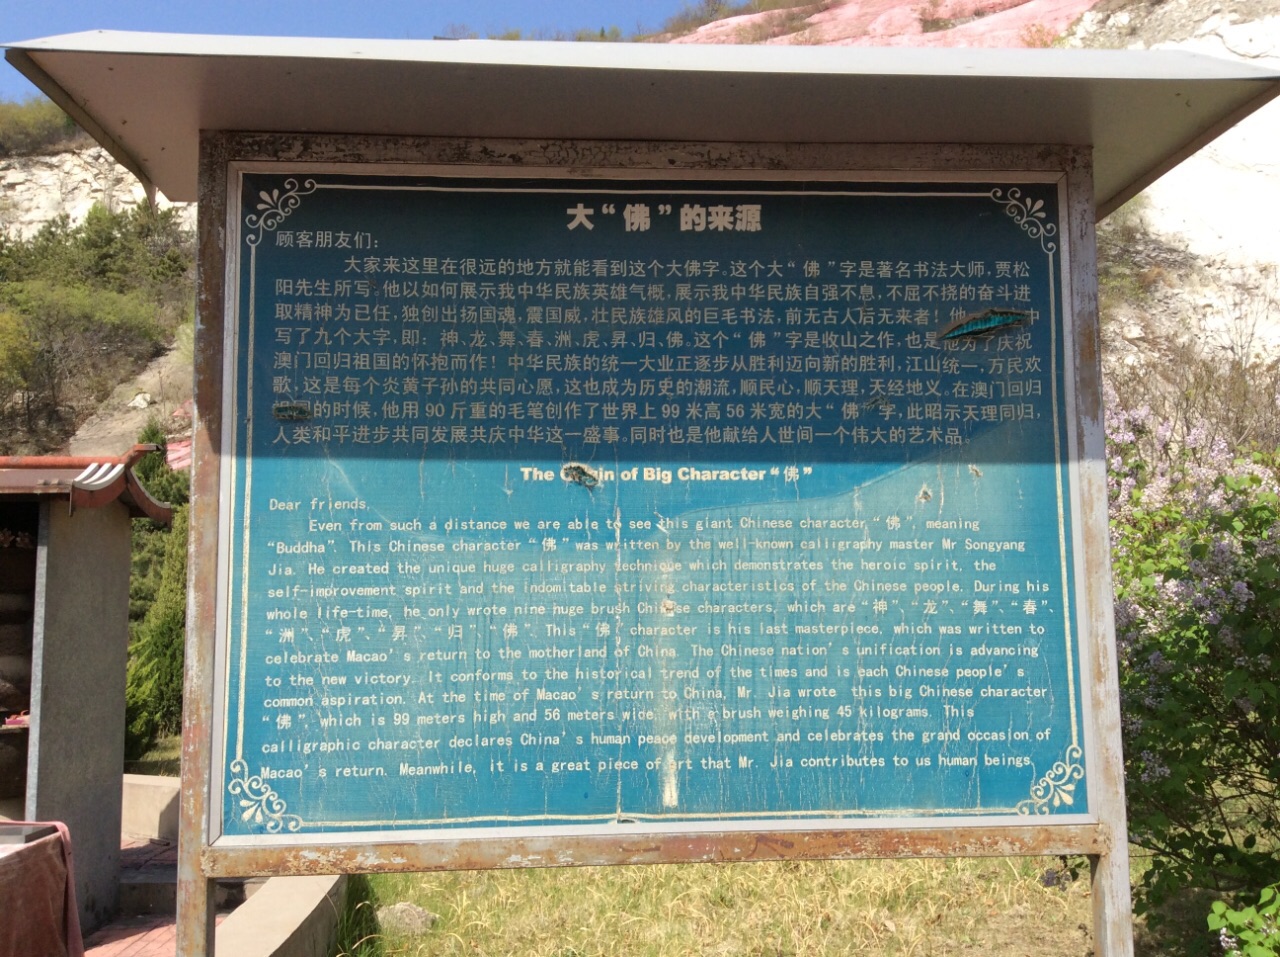 大“佛”的来源
顾客朋友们：
大家来这里在很远的地方就能看到这个大佛字。这个大“佛”字是著名书法大师，贾松
阳先生所写。他以如何展示我中华民族英雄气概，展示我中华民族自强不息，不屈不挠的奋斗进
取精神为已任，独创出扬国魂，震国威，壮民族雄风的巨毛书法，前无古人后无来者！他 中
写了九个大字，即：神、龙、舞、春、洲、虎、昇、归、佛。这个“佛”字是收山之作，也是他为了庆祝
澳门回归祖国的怀抱而作！中华民族的统一大业正逐步从胜利迈向新的胜利，江山统一，万民欢
歌，这是每个炎黄子孙的共同心愿，这也成为历史的潮流，顺民心，顺天理，天经地义。在澳门回归
的时候，他用90斤重的毛笔创作了世界上99米高56米宽的大“佛”字，此昭示天理同归，
人类和平进步共同发展共庆中华这一盛事。同时也是他献给人世间一个伟大的艺术品。
The Origin of Big Character “佛”
Dear friends,
Even from such a distance we are able to see this giant Chinese character “佛”, meaning
“Buddha”. This Chinese character “佛” was written by the well-known calligraphy master Mr Songyang
Jia. He created the unique huge calligraphy technique which demonstrates the heroic spirit, the
self-improvement spirit and the indomitable striving characteristics of the Chinese people. During his
whole life-time, he only wrote nine huge brush Chinese characters, which are “神”、“龙”、“舞”、“春”、
“洲”、“虎”、“昇”、“归” “佛”. This “佛” character is his last masterpiece, which was written to
celebrate Macao's return to the motherland of China. The Chinese nation's unification is advancing
to the new victory. It conforms to the historical trend of the times and is each Chinese people's
common aspiration. At the time of Macao's return to China, Mr. Jia wrote this big Chinese character
“佛”, which is 99 meters high and 56 meters wide, with a brush weighing 45 kilograms. This
calligraphic character declares China's human peace development and celebrates the grand occasion of
Macao's return. Meanwhile, it is a great piece of art that Mr. Jia contributes to us human beings.